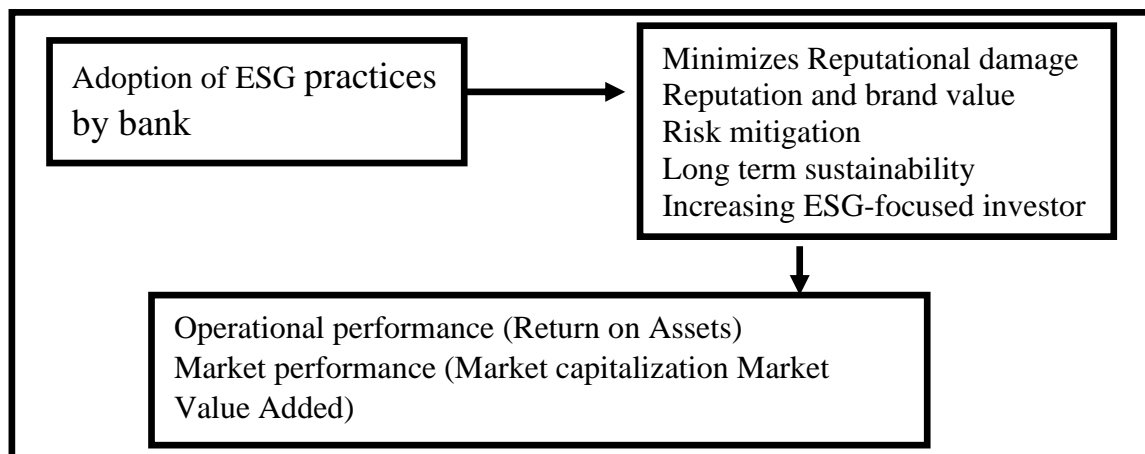 Adoption of ESG practices
by bank
Minimizes Reputational damage
Reputation and brand value
Risk mitigation
Long term sustainability
Increasing ESG-focused investor
Operational performance (Return on Assets)
Market performance (Market capitalization Market
Value Added)